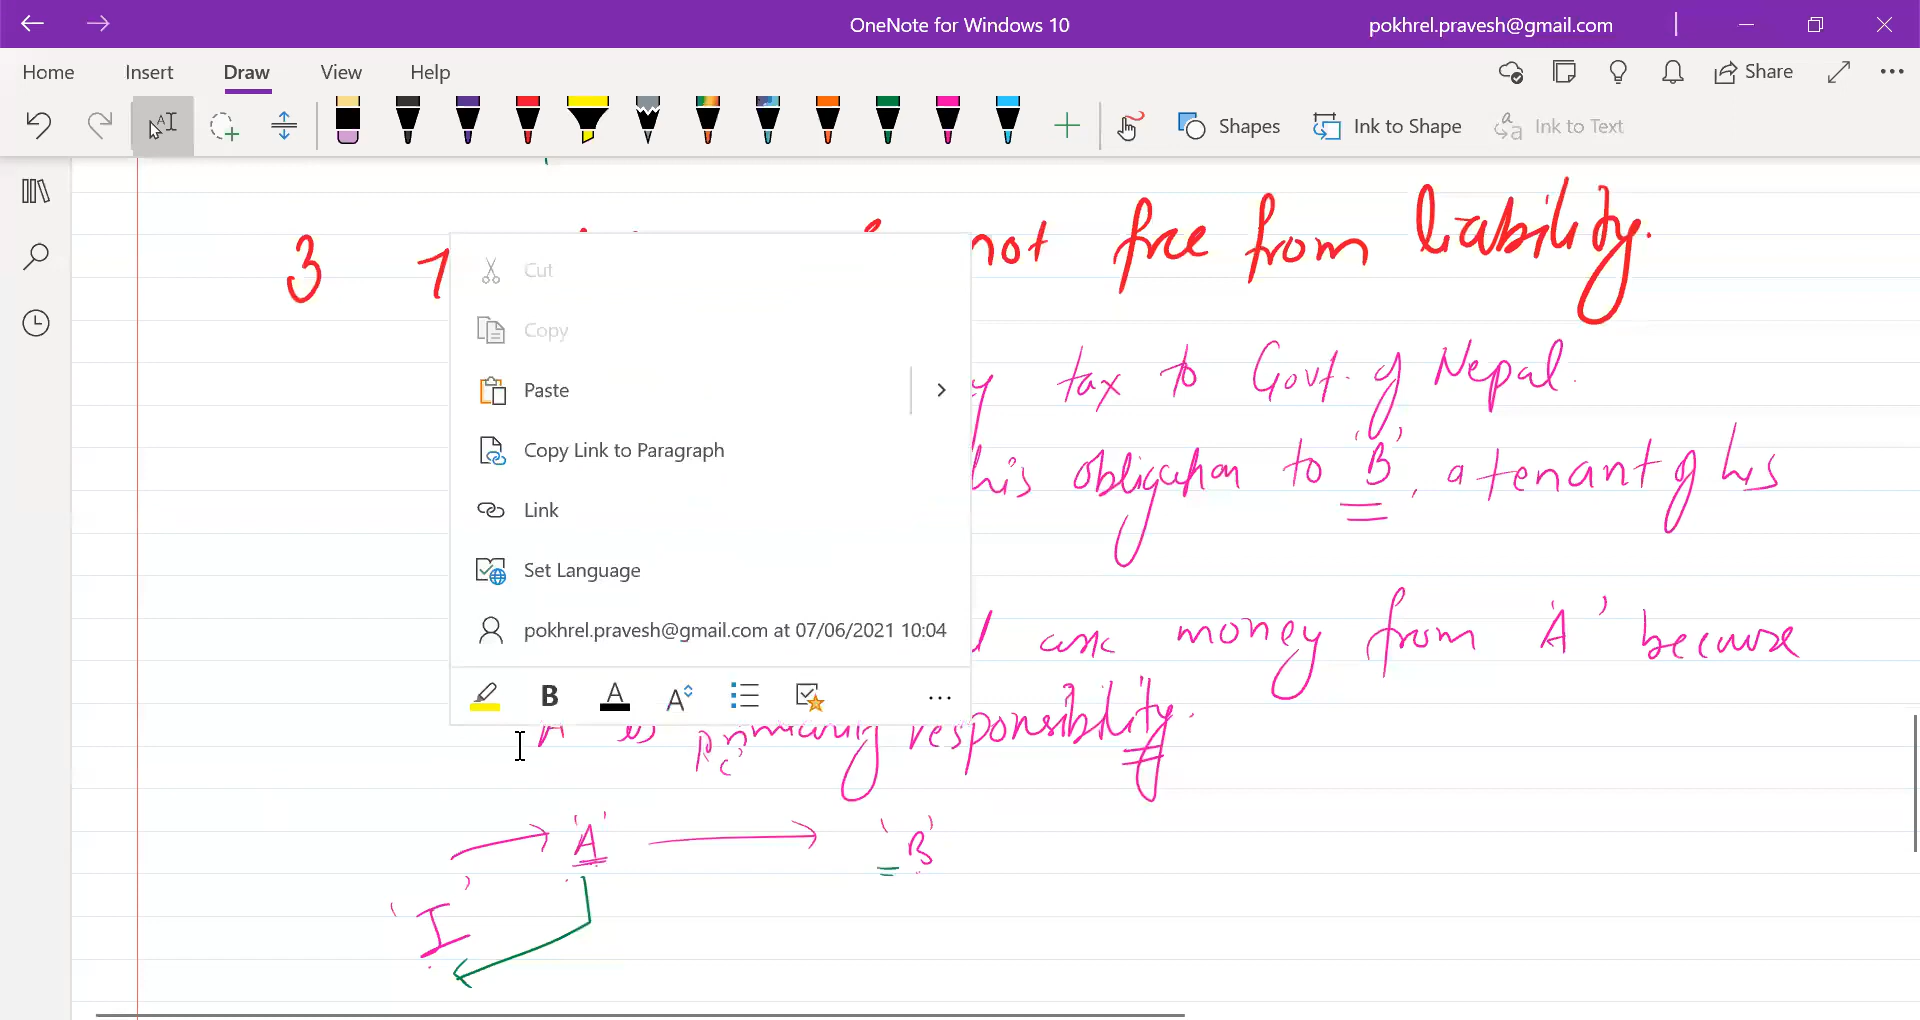 OneNote for Windows 10
pokhrel.pravesh@gmail.com
Home Insert Draw View Help
Share
Shapes Ink to Shape Ink to Text
3 not free from liability.
Cut
Copy
tax to Govt. of Nepal.
Paste
Copy Link to Paragraph
his obligation to 'B', a tenant of his
Link
Set Language
pokhrel.pravesh@gmail.com at 07/06/2021 10:04
ask money from 'A' because
B A A
A is primary responsibility.
'A' 'B'
'I'